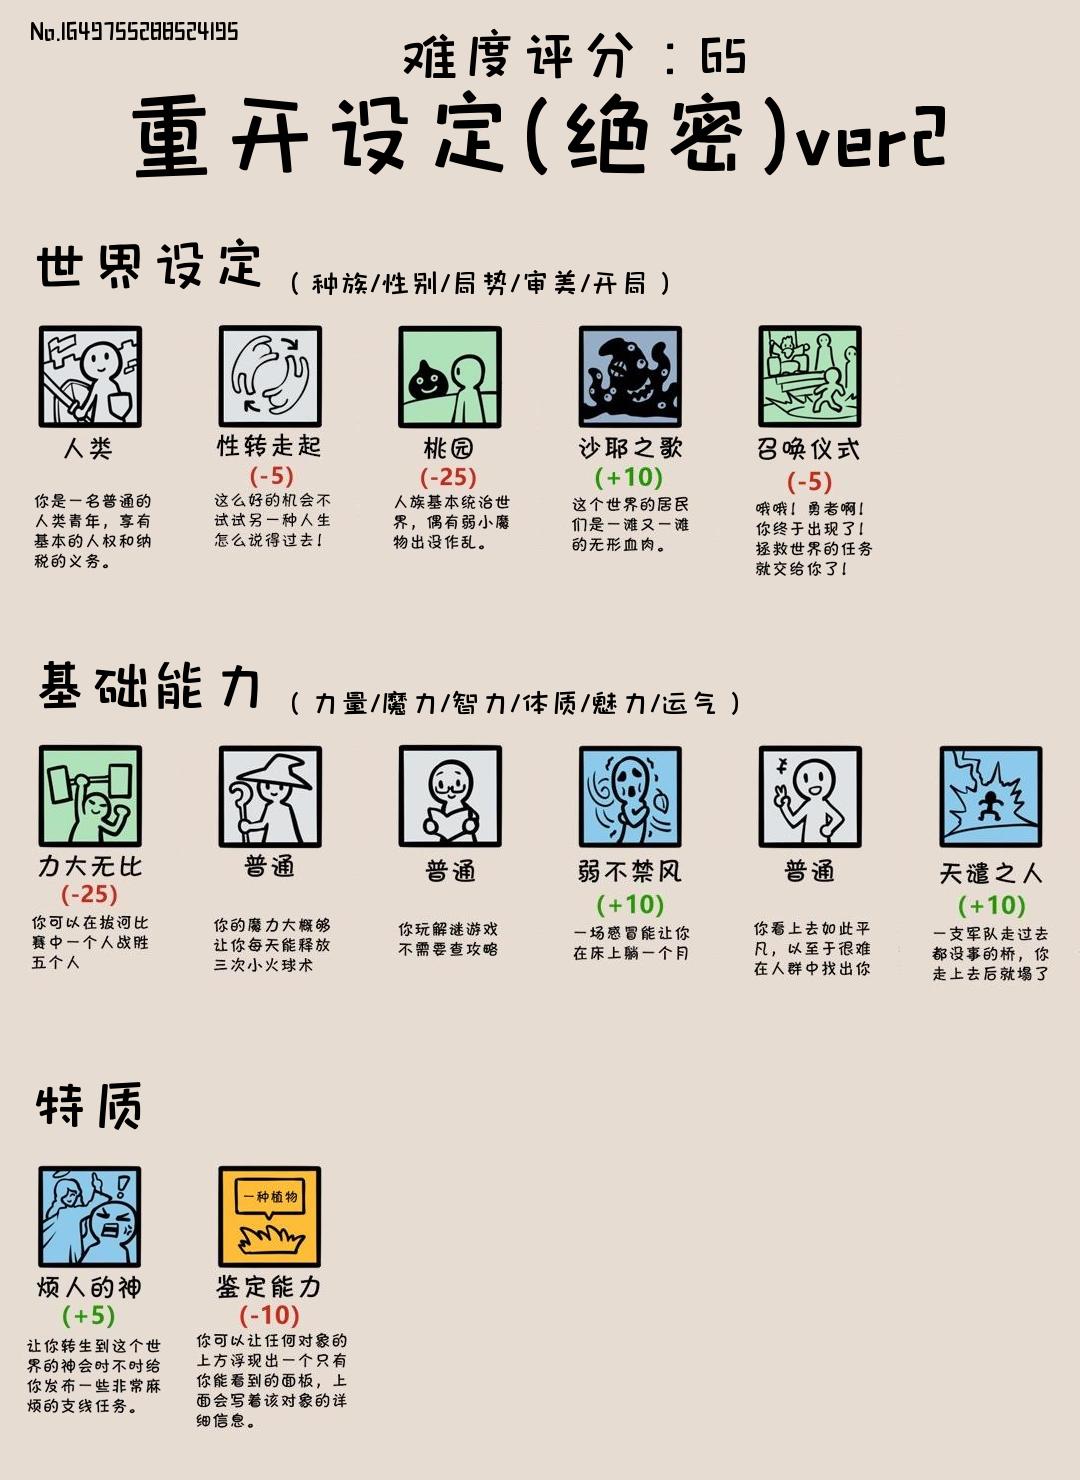 No.1649755288524195
难度评分：65
重开设定(绝密)ver2
世界设定（种族/性别/局势/审美/开局）
人类
你是一名普通的
人类青年，享有
基本的人权和纳
税的义务。
性转走起
(-5)
这么好的机会不
试试另一种人生
怎么说得过去！
桃园
(-25)
人族基本统治世
界，偶有弱小魔
物出没作乱。
沙耶之歌
(+10)
这个世界的居民
们是一滩又一滩
的无形血肉。
召唤仪式
(-5)
哦哦！勇者啊！
你终于出现了！
拯救世界的任务
就交给你了！
基础能力（力量/魔力/智力/体质/魅力/运气）
力大无比
(-25)
你可以在拔河比
赛中一个人战胜
五个人
普通
你的魔力大概够
让你每天能释放
三次小火球术
普通
你玩解谜游戏
不需要查攻略
弱不禁风
(+10)
一场感冒能让你
在床上躺一个月
普通
你看上去如此平
凡，以至于很难
在人群中找出你
天谴之人
(+10)
一支军队走过去
都没事的桥，你
走上去后就塌了
特质
烦人的神
(+5)
让你转生到这个世
界的神会时不时给
你发布一些非常麻
烦的支线任务。
一种植物
鉴定能力
(-10)
你可以让任何对象的
上方浮现出一个只有
你能看到的面板，上
面会写着该对象的详
细信息。